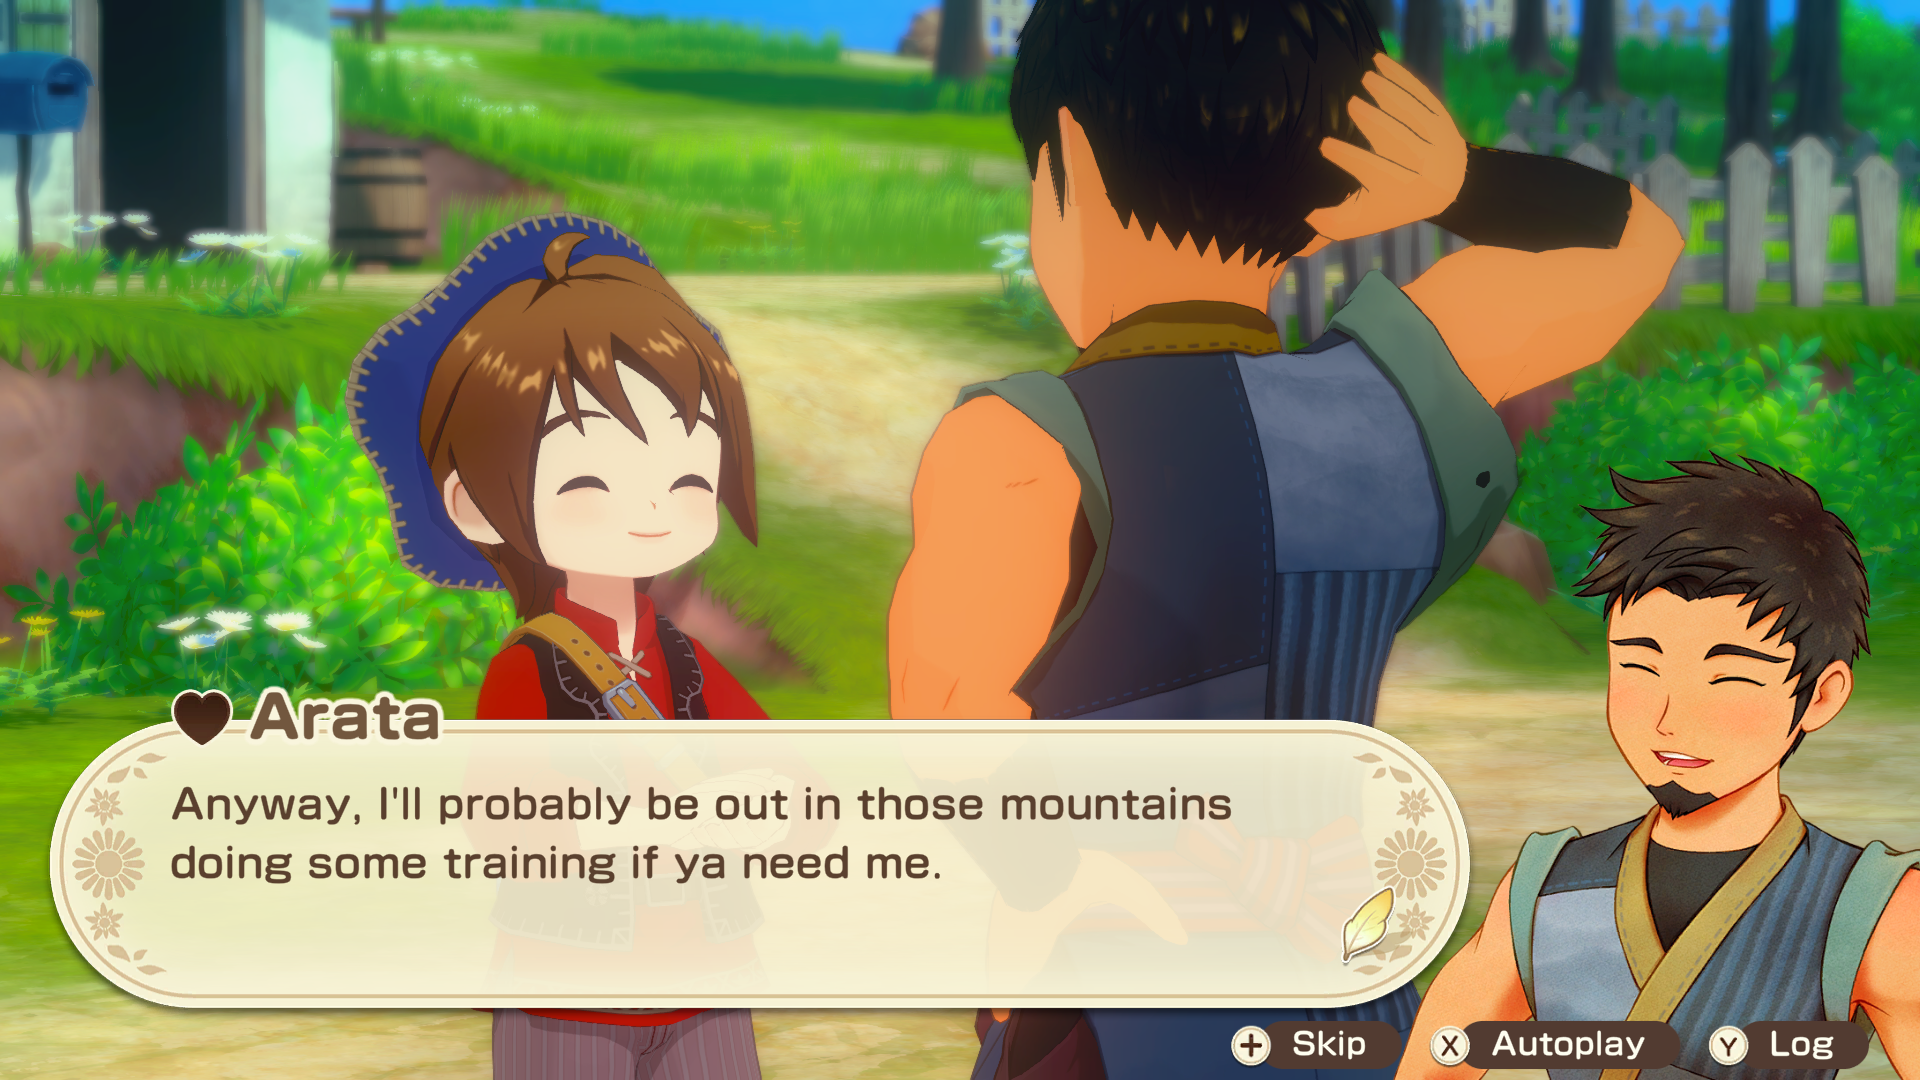 Arata
Anyway, I'll probably be out in those mountains
doing some training if ya need me.
+ Skip X Autoplay Y Log